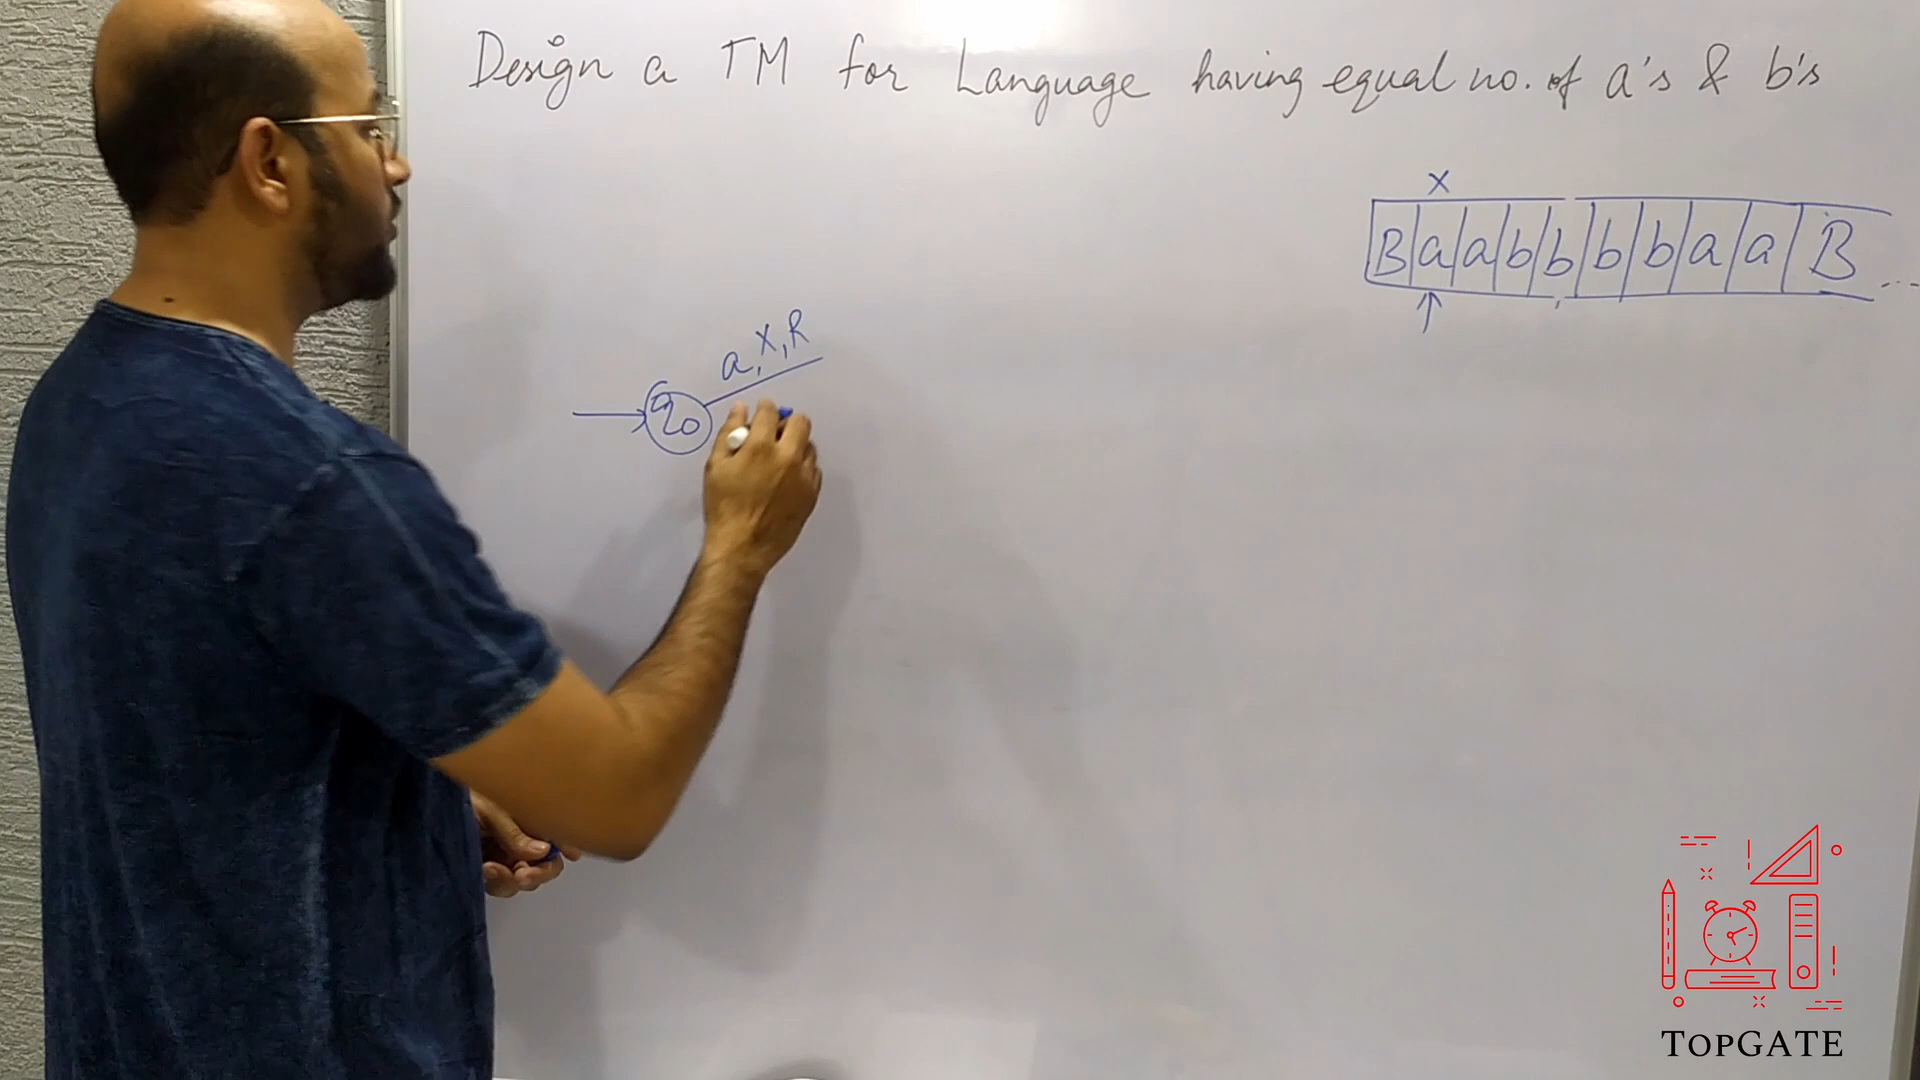 Design a TM for Language having equal no. of a's & b's
X
B a a b b b b a a B ....
a, X, R
q0
TOPGATE